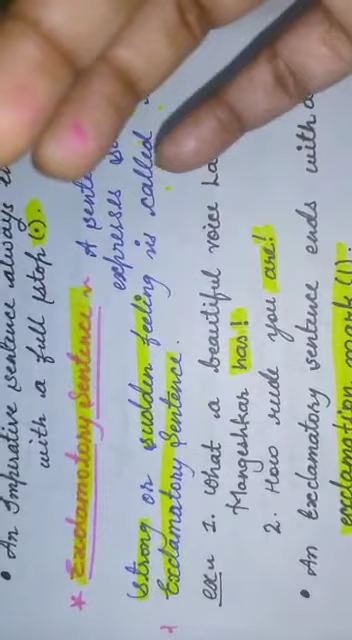 • An Imperative sentence always
with a full stop (.).
* Exclamatory Sentence ~ A
expresses
strong or sudden feeling is called
Exclamatory Sentence.
ex:~ 1. What a beautiful voice
Mangeshkar has!
2. How rude you are!
• An Exclamatory sentence ends with a
exclamation mark (!).